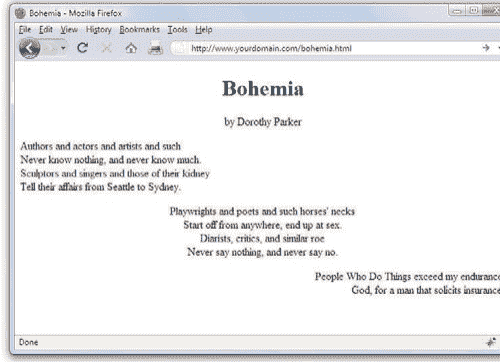 Bohemia - Mozilla Firefox
File Edit View History Bookmarks Tools Help
http://www.yourdomain.com/bohemia.html
Bohemia
by Dorothy Parker
Authors and actors and artists and such
Never know nothing, and never know much.
Sculptors and singers and those of their kidney
Tell their affairs from Seattle to Sydney.
Playwrights and poets and such horses' necks
Start off from anywhere, end up at sex.
Diarists, critics, and similar roe
Never say nothing, and never say no.
People Who Do Things exceed my endurance
God, for a man that solicits insurance
Done